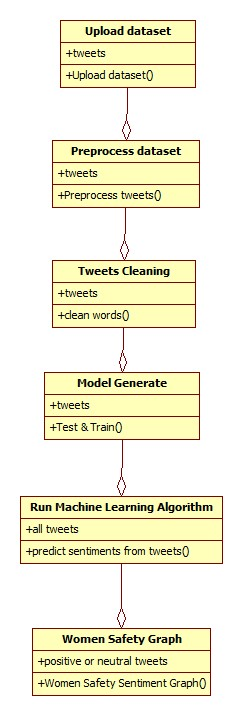 Upload dataset
+tweets
+Upload dataset()
Preprocess dataset
+tweets
+Preprocess tweets()
Tweets Cleaning
+tweets
+clean words()
Model Generate
+tweets
+Test & Train()
Run Machine Learning Algorithm
+all tweets
+predict sentiments from tweets()
Women Safety Graph
+positive or neutral tweets
+Women Safety Sentiment Graph()